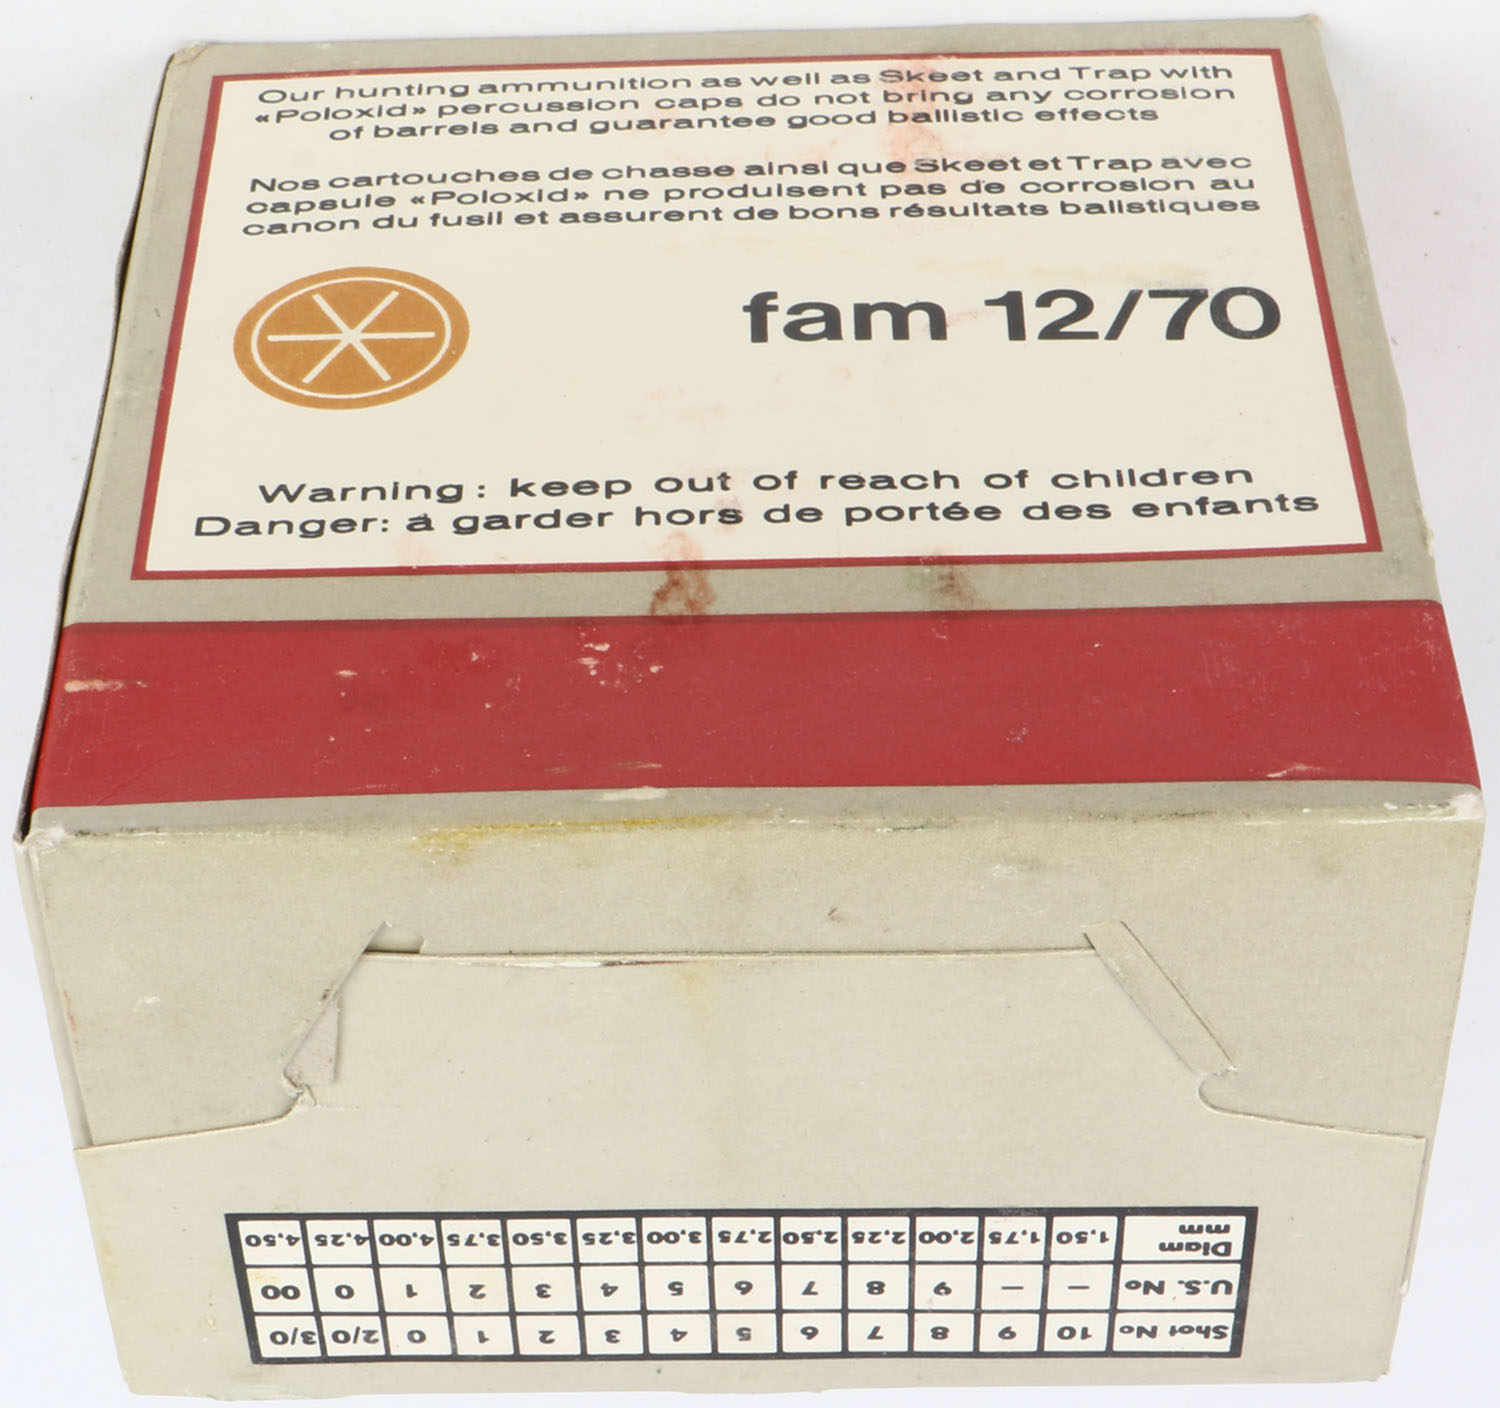 Our hunting ammunition as well as Skeet and Trap with
«Poloxid» percussion caps do not bring any corrosion
of barrels and guarantee good ballistic effects
Nos cartouches de chasse ainsi que Skeet et Trap avec
capsule «Poloxid» ne produisent pas de corrosion au
canon du fusil et assurent de bons résultats balistiques
fam 12/70
Warning: keep out of reach of children
Danger: á garder hors de portée des enfants
Shot No 10 9 8 7 6 5 4 3 2 1 0 2/0 3/0
U.S. No – – 9 8 7 6 5 4 3 2 1 0 00
Diam mm 1,50 1,75 2,00 2,25 2,50 2,75 3,00 3,25 3,50 3,75 4,00 4,25 4,50